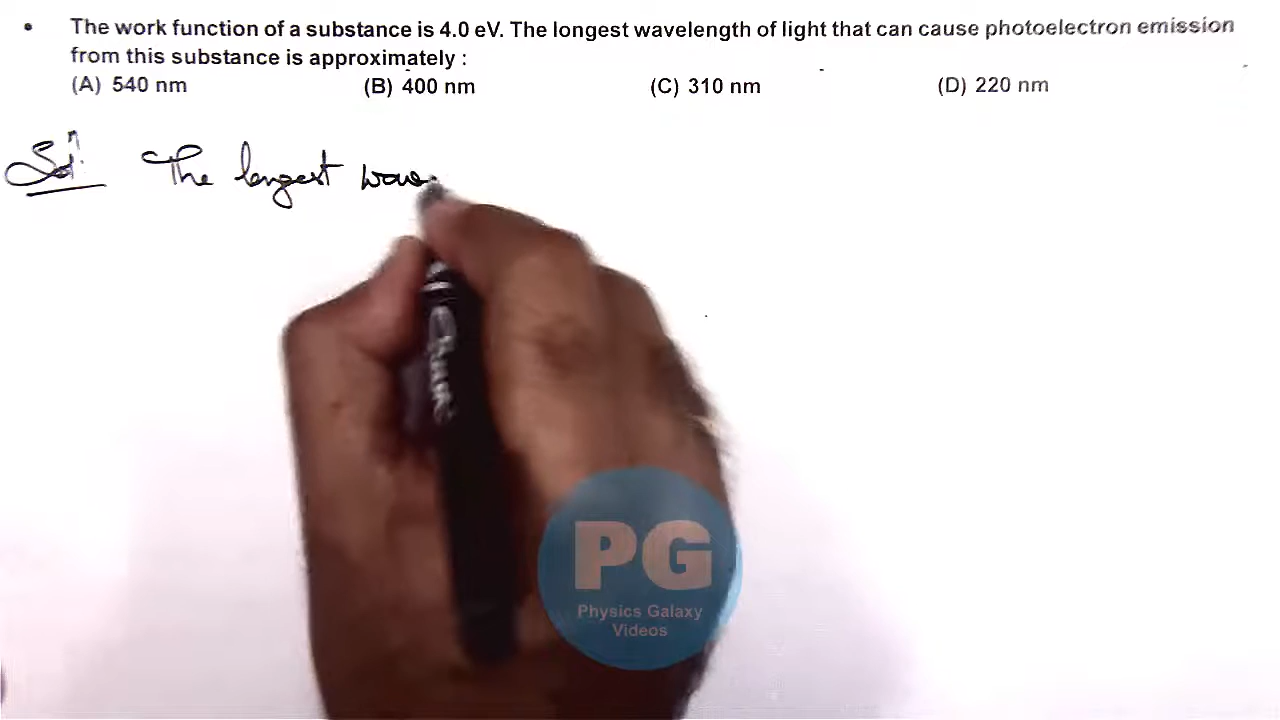 • The work function of a substance is 4.0 eV. The longest wavelength of light that can cause photoelectron emission
from this substance is approximately :
(A) 540 nm (B) 400 nm (C) 310 nm (D) 220 nm
Solⁿ. The longest wave
PG
Physics Galaxy
Videos